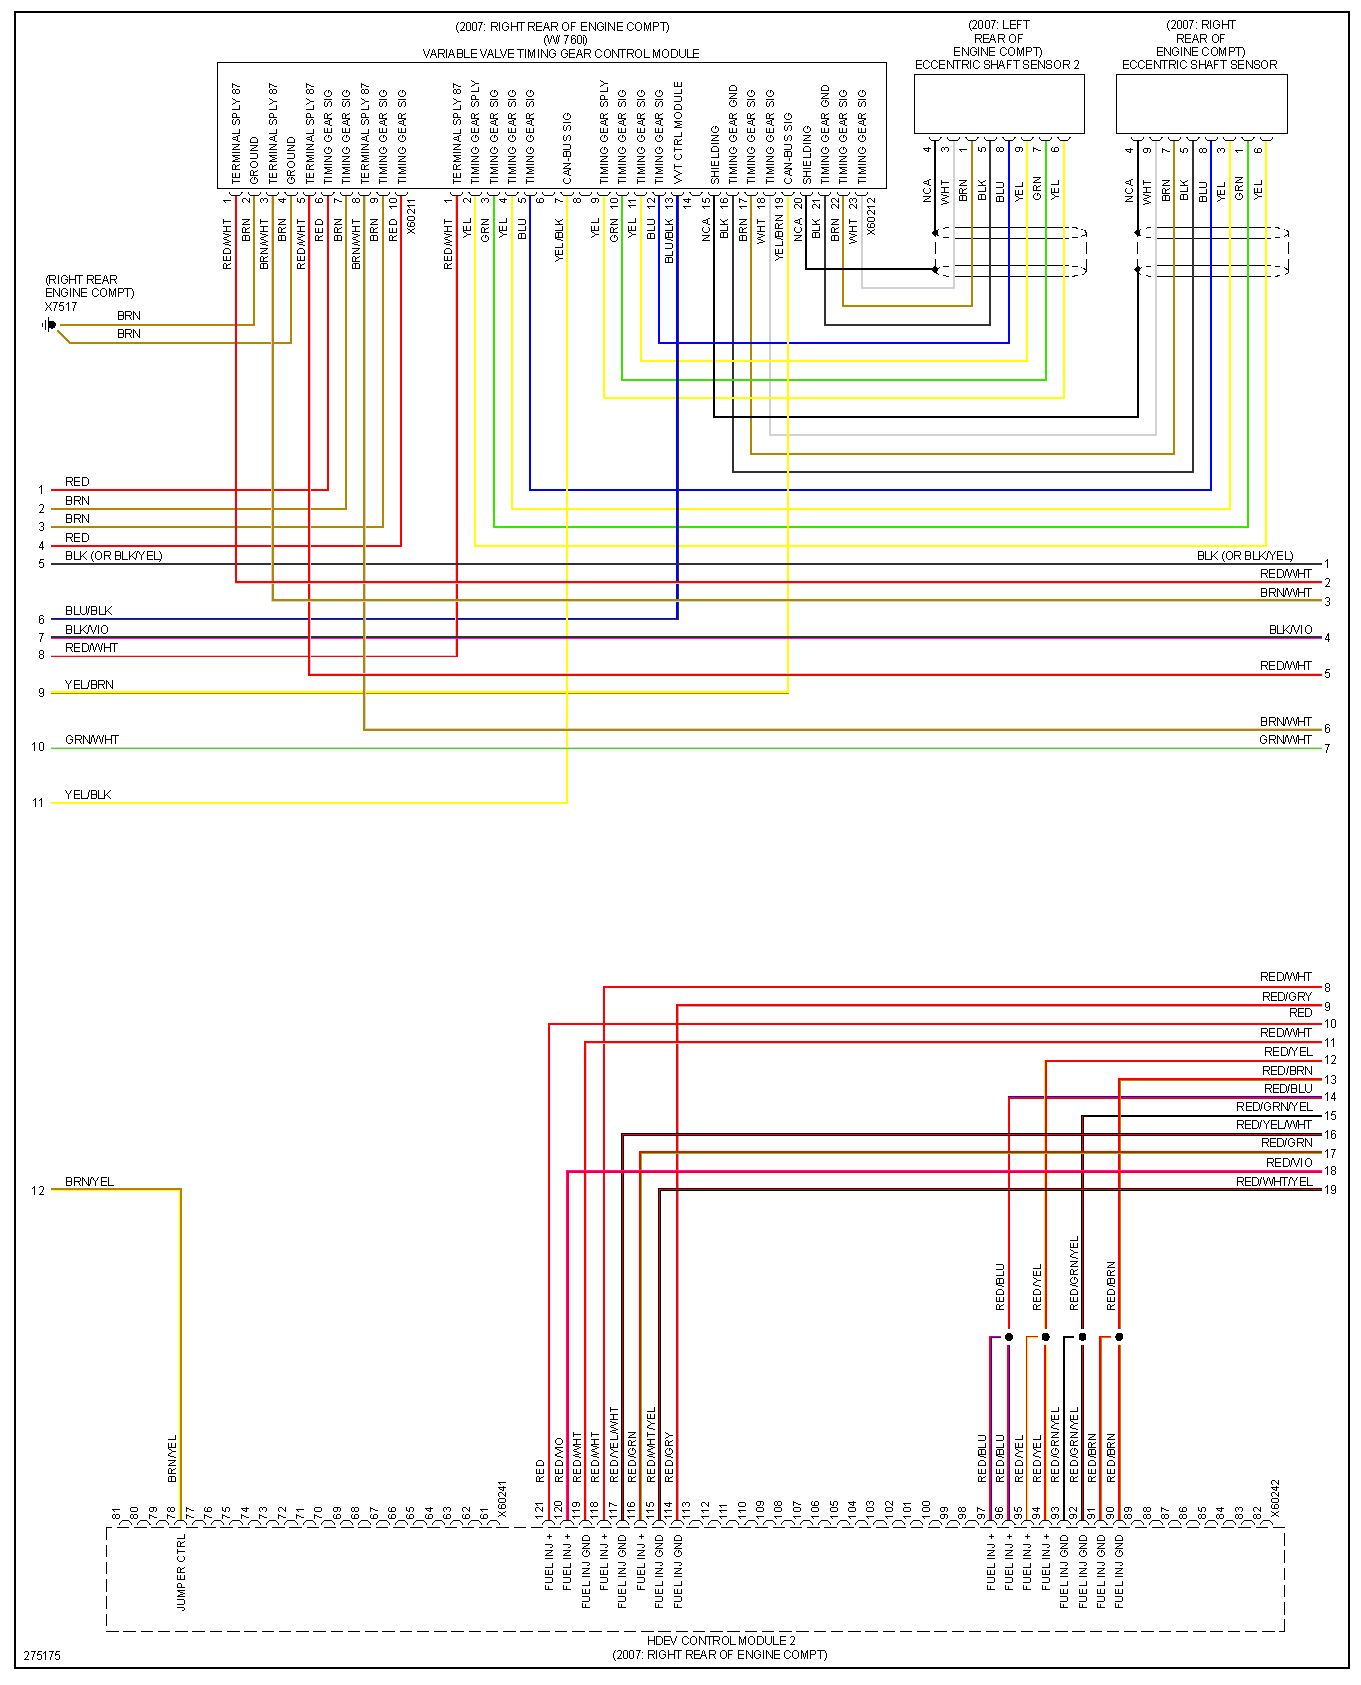 (2007: RIGHT REAR OF ENGINE COMPT)
(W/ 760i)
VARIABLE VALVE TIMING GEAR CONTROL MODULE
(2007: LEFT
REAR OF
ENGINE COMPT)
ECCENTRIC SHAFT SENSOR 2
(2007: RIGHT
REAR OF
ENGINE COMPT)
ECCENTRIC SHAFT SENSOR
TERMINAL SPLY 87
GROUND
TERMINAL SPLY 87
GROUND
TERMINAL SPLY 87
TIMING GEAR SIG
TIMING GEAR SIG
TERMINAL SPLY 87
TIMING GEAR SIG
TIMING GEAR SIG
TERMINAL SPLY 87
TIMING GEAR SPLY
TIMING GEAR SIG
TIMING GEAR SIG
TIMING GEAR SIG
CAN-BUS SIG
TIMING GEAR SPLY
TIMING GEAR SIG
TIMING GEAR SIG
TIMING GEAR SIG
VVT CTRL MODULE
SHIELDING
TIMING GEAR GND
TIMING GEAR SIG
TIMING GEAR SIG
CAN-BUS SIG
SHIELDING
TIMING GEAR GND
TIMING GEAR SIG
TIMING GEAR SIG
1 RED/WHT
2 BRN
3 BRN/WHT
4 BRN
5 RED/WHT
6 RED
7 BRN
8 BRN/WHT
9 BRN
10 RED
X60211
1 RED/WHT
2 YEL
3 GRN
4 YEL
5 BLU
6
7 YEL/BLK
8
9 YEL
10 GRN
11 YEL
12 BLU
13 BLU/BLK
14
15 NCA
16 BLK
17 BRN
18 WHT
19 YEL/BRN
20 NCA
21 BLK
22 BRN
23 WHT
X60212
4 NCA
3 WHT
1 BRN
5 BLK
8 BLU
9 YEL
7 GRN
6 YEL
4 NCA
9 WHT
7 BRN
5 BLK
8 BLU
3 YEL
1 GRN
6 YEL
(RIGHT REAR
ENGINE COMPT)
X7517
BRN
BRN
1 RED
2 BRN
3 BRN
4 RED
5 BLK (OR BLK/YEL)
6 BLU/BLK
7 BLK/VIO
8 RED/WHT
9 YEL/BRN
10 GRN/WHT
11 YEL/BLK
BLK (OR BLK/YEL) 1
RED/WHT 2
BRN/WHT 3
BLK/VIO 4
RED/WHT 5
BRN/WHT 6
GRN/WHT 7
RED/WHT 8
RED/GRY 9
RED 10
RED/WHT 11
RED/YEL 12
RED/BRN 13
RED/BLU 14
RED/GRN/YEL 15
RED/YEL/WHT 16
RED/GRN 17
RED/VIO 18
RED/WHT/YEL 19
12 BRN/YEL
RED/BLU
RED/YEL
RED/GRN/YEL
RED/BRN
BRN/YEL
RED
RED/VIO
RED/WHT
RED/WHT
RED/YEL/WHT
RED/GRN
RED/WHT/YEL
RED/GRY
RED/BLU
RED/BLU
RED/YEL
RED/YEL
RED/GRN/YEL
RED/GRN/YEL
RED/BRN
RED/BRN
81 80 79 78 77 76 75 74 73 72 71 70 69 68 67 66 65 64 63 62 61 X60241
121 120 119 118 117 116 115 114 113 112 111 110 109 108 107 106 105 104 103 102 101 100 99 98 97 96 95 94 93 92 91 90 89 88 87 86 85 84 83 82 X60242
JUMPER CTRL
FUEL INJ +
FUEL INJ +
FUEL INJ GND
FUEL INJ +
FUEL INJ GND
FUEL INJ +
FUEL INJ GND
FUEL INJ GND
FUEL INJ +
FUEL INJ +
FUEL INJ +
FUEL INJ +
FUEL INJ GND
FUEL INJ GND
FUEL INJ GND
FUEL INJ GND
HDEV CONTROL MODULE 2
(2007: RIGHT REAR OF ENGINE COMPT)
275175